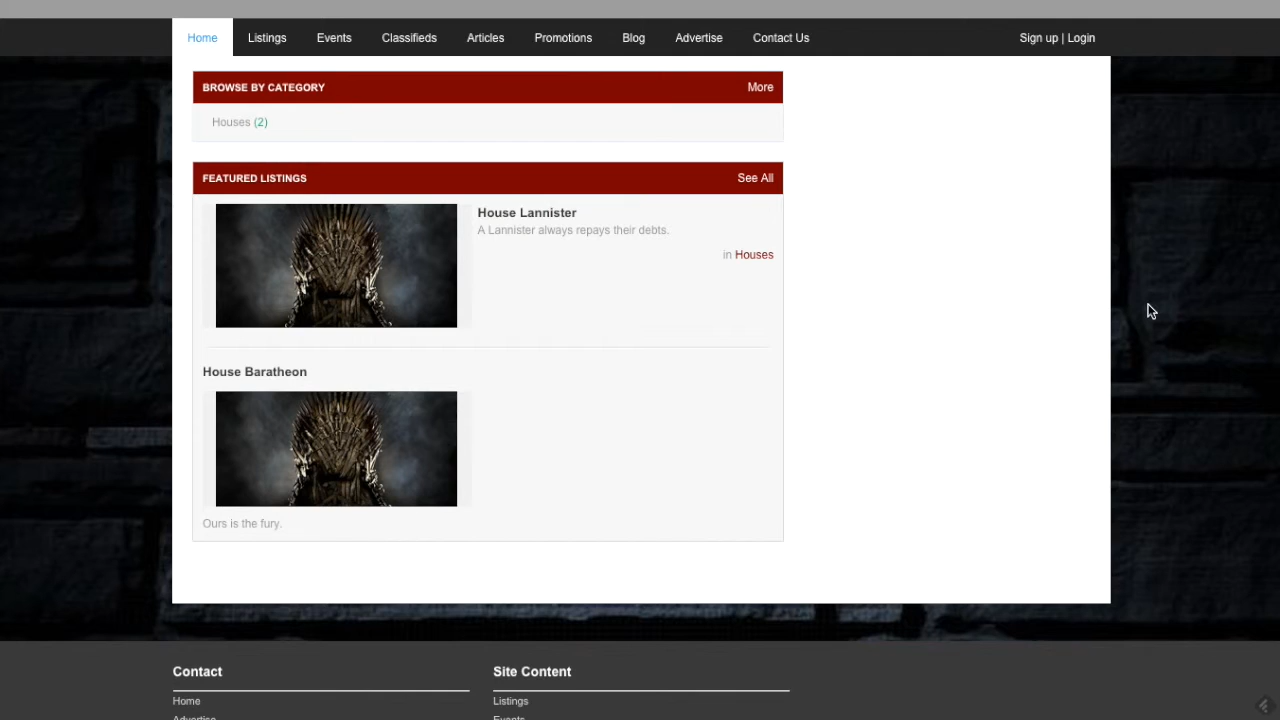 Home Listings Events Classifieds Articles Promotions Blog Advertise Contact Us Sign up | Login
BROWSE BY CATEGORY More
Houses (2)
FEATURED LISTINGS See All
House Lannister
A Lannister always repays their debts.
in Houses
House Baratheon
Ours is the fury.
Contact Site Content
Home Listings
Advertise Events